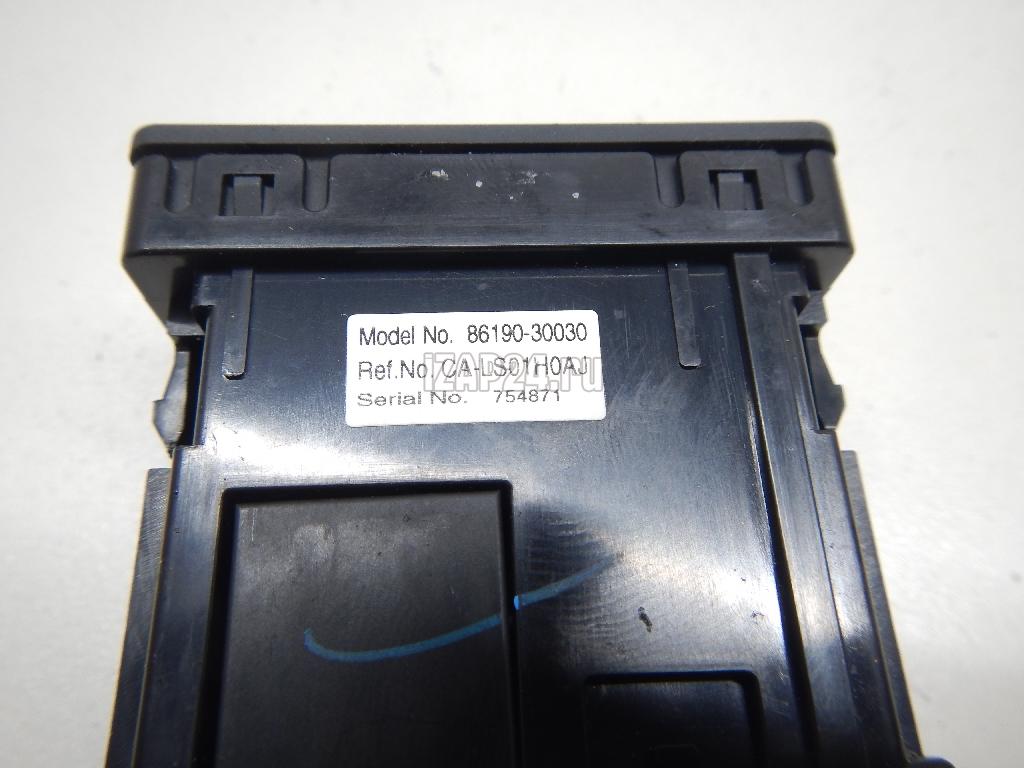 Model No. 86190-30030
Ref.No. CA-LS01H0AJ
iZAP24.ru
Serial No. 754871